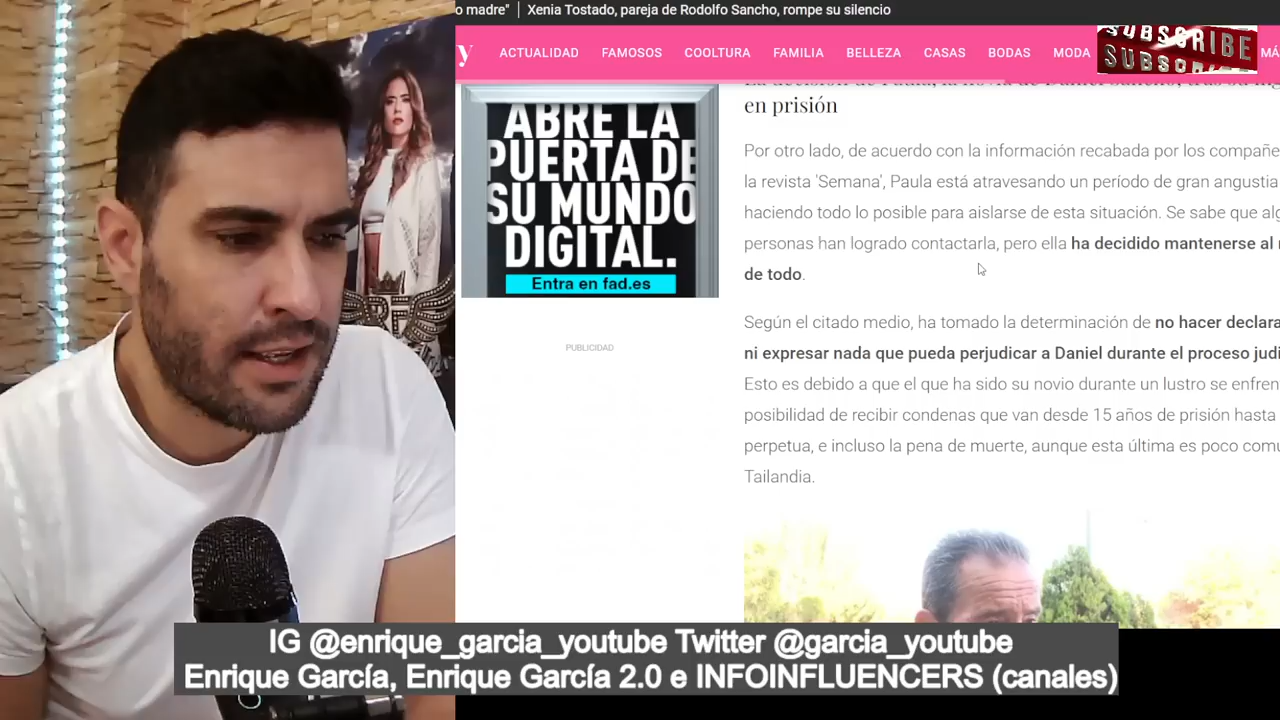 o madre" | Xenia Tostado, pareja de Rodolfo Sancho, rompe su silencio
y ACTUALIDAD FAMOSOS COOLTURA FAMILIA BELLEZA CASAS BODAS MODA MÁ
SUBSCRIBE
SUBSCRIBE
en prisión
ABRE LA
PUERTA DE
SU MUNDO
DIGITAL.
Entra en fad.es
PUBLICIDAD
Por otro lado, de acuerdo con la información recabada por los compañe
la revista 'Semana', Paula está atravesando un período de gran angustia
haciendo todo lo posible para aislarse de esta situación. Se sabe que alg
personas han logrado contactarla, pero ella ha decidido mantenerse al
de todo.
Según el citado medio, ha tomado la determinación de no hacer declara
ni expresar nada que pueda perjudicar a Daniel durante el proceso judi
Esto es debido a que el que ha sido su novio durante un lustro se enfren
posibilidad de recibir condenas que van desde 15 años de prisión hasta
perpetua, e incluso la pena de muerte, aunque esta última es poco comú
Tailandia.
IG @enrique_garcia_youtube Twitter @garcia_youtube
Enrique García, Enrique García 2.0 e INFOINFLUENCERS (canales)